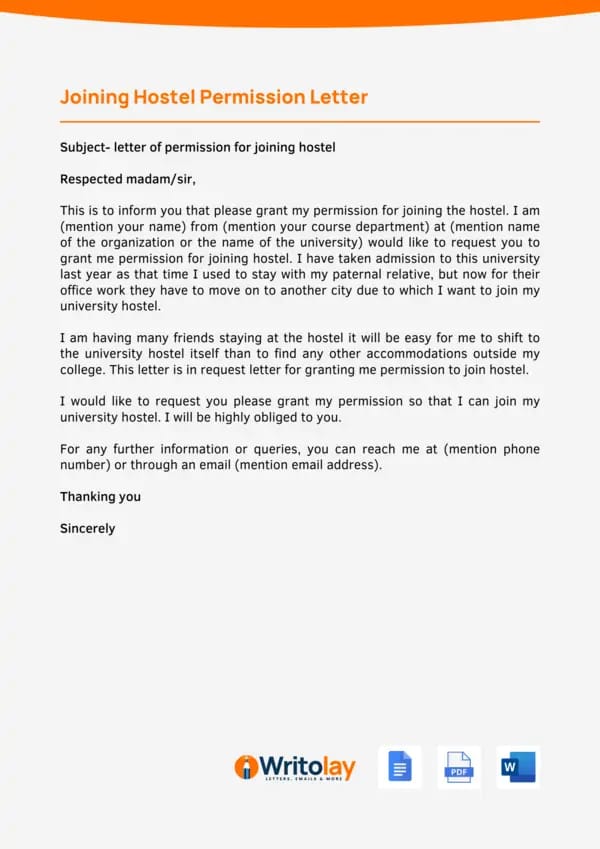 Joining Hostel Permission Letter
Subject- letter of permission for joining hostel
Respected madam/sir,
This is to inform you that please grant my permission for joining the hostel. I am
(mention your name) from (mention your course department) at (mention name
of the organization or the name of the university) would like to request you to
grant me permission for joining hostel. I have taken admission to this university
last year as that time I used to stay with my paternal relative, but now for their
office work they have to move on to another city due to which I want to join my
university hostel.
I am having many friends staying at the hostel it will be easy for me to shift to
the university hostel itself than to find any other accommodations outside my
college. This letter is in request letter for granting me permission to join hostel.
I would like to request you please grant my permission so that I can join my
university hostel. I will be highly obliged to you.
For any further information or queries, you can reach me at (mention phone
number) or through an email (mention email address).
Thanking you
Sincerely
Writolay
LETTERS, EMAILS & MORE
PDF
W